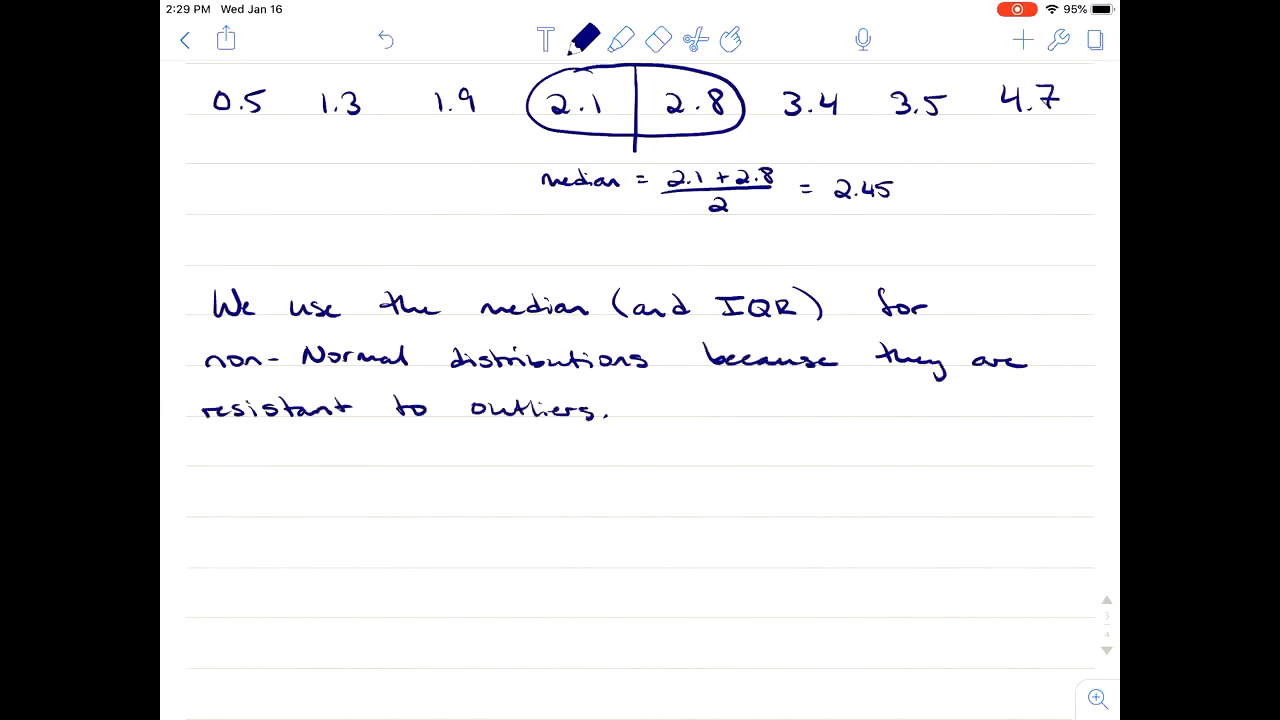 2:29 PM Wed Jan 16 95%
T
0.5 1.3 1.9 2.1 2.8 3.4 3.5 4.7
median = 2.1 + 2.8 / 2 = 2.45
We use the median (and IQR) for
non-Normal distributions because they are
resistant to outliers.
3
4